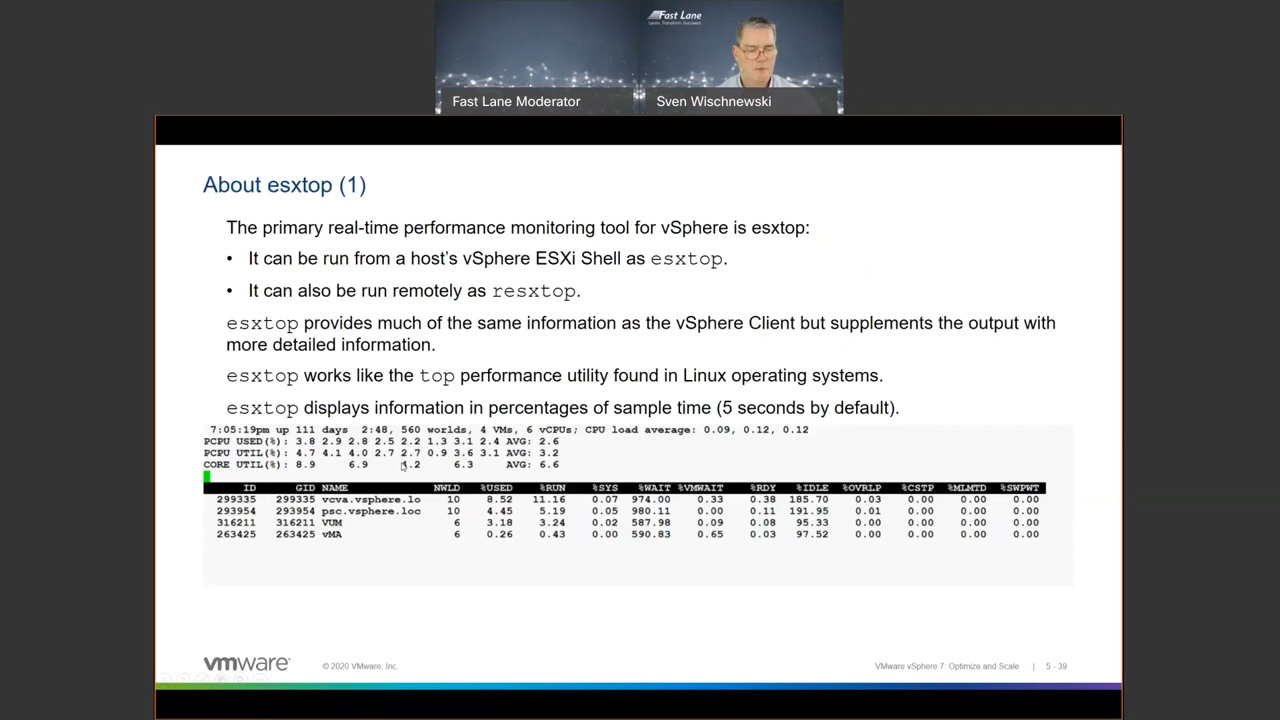 Fast Lane
Learn. Transform. Succeed.
Fast Lane Moderator
Sven Wischnewski
About esxtop (1)
The primary real-time performance monitoring tool for vSphere is esxtop:
• It can be run from a host's vSphere ESXi Shell as esxtop.
• It can also be run remotely as resxtop.
esxtop provides much of the same information as the vSphere Client but supplements the output with
more detailed information.
esxtop works like the top performance utility found in Linux operating systems.
esxtop displays information in percentages of sample time (5 seconds by default).
7:05:19pm up 111 days 2:48, 560 worlds, 4 VMs, 6 vCPUs; CPU load average: 0.09, 0.12, 0.12
PCPU USED(%): 3.8 2.9 2.8 2.5 2.2 1.3 3.1 2.4 AVG: 2.6
PCPU UTIL(%): 4.7 4.1 4.0 2.7 2.7 0.9 3.6 3.1 AVG: 3.2
CORE UTIL(%): 8.9 6.9 4.2 6.3 AVG: 6.6
ID GID NAME NWLD %USED %RUN %SYS %WAIT %VMWAIT %RDY %IDLE %OVRLP %CSTP %MLMTD %SWPWT
299335 299335 vcva.vsphere.lo 10 8.52 11.16 0.07 974.00 0.33 0.38 185.70 0.03 0.00 0.00 0.00
293954 293954 psc.vsphere.loc 10 4.45 5.19 0.05 980.11 0.00 0.11 191.95 0.01 0.00 0.00 0.00
316211 316211 VUM 6 3.18 3.24 0.02 587.98 0.09 0.08 95.33 0.00 0.00 0.00 0.00
263425 263425 vMA 6 0.26 0.43 0.00 590.83 0.65 0.03 97.52 0.00 0.00 0.00 0.00
vmware®
© 2020 VMware, Inc.
VMware vSphere 7: Optimize and Scale | 5 - 39